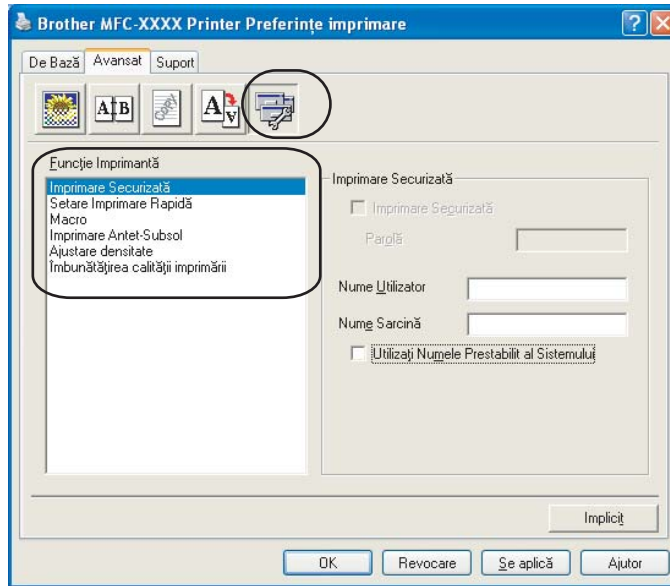 Brother MFC-XXXX Printer Preferințe imprimare
De Bază Avansat Suport
Funcție Imprimantă
Imprimare Securizată
Setare Imprimare Rapidă
Macro
Imprimare Antet-Subsol
Ajustare densitate
Îmbunătățirea calității imprimării
Imprimare Securizată
Imprimare Securizată
Parolă
Nume Utilizator
Nume Sarcină
Utilizați Numele Prestabilit al Sistemului
Implicit
OK Revocare Se aplică Ajutor